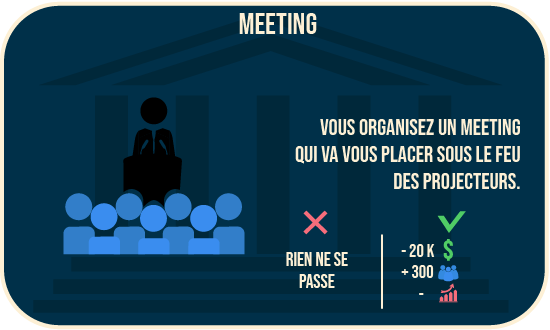 MEETING
VOUS ORGANISEZ UN MEETING
QUI VA VOUS PLACER SOUS LE FEU
DES PROJECTEURS.
RIEN NE SE
PASSE
- 20 K $
+ 300
-